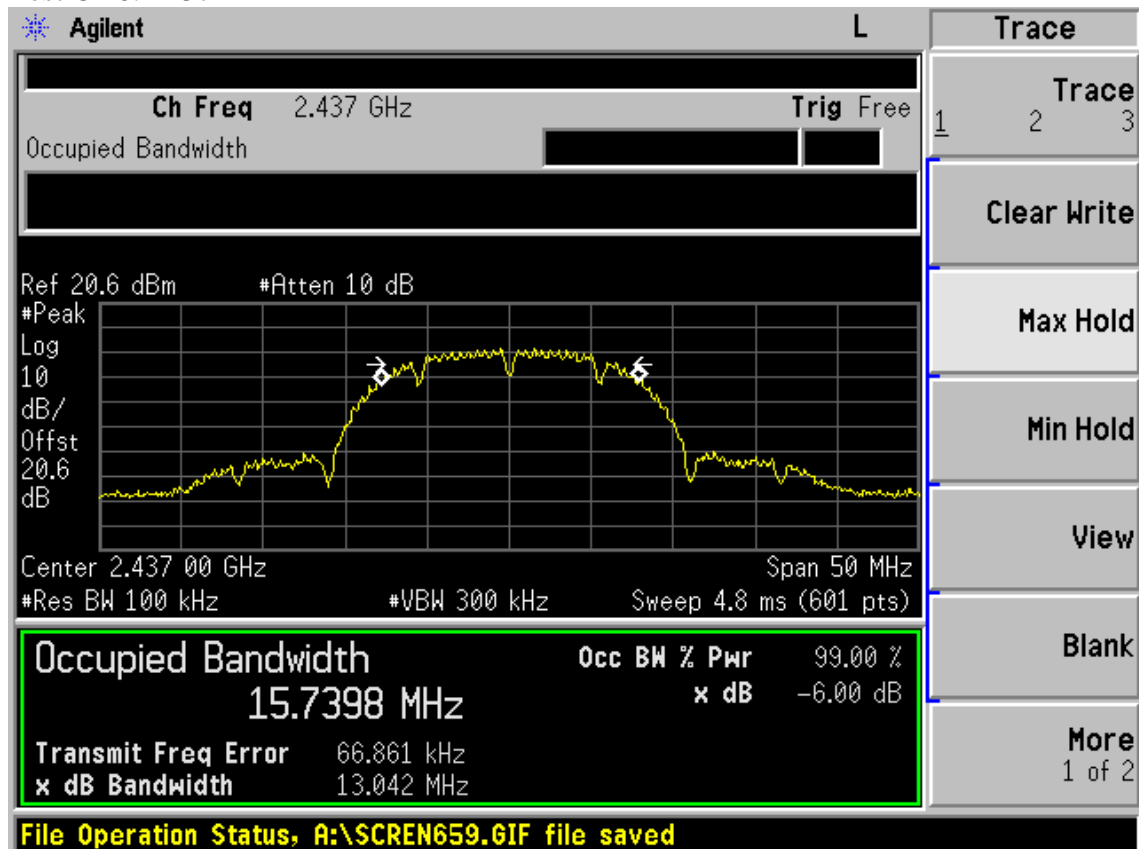 Agilent L
Trace
Ch Freq 2.437 GHz Trig Free
Occupied Bandwidth
Trace
1 2 3
Clear Write
Max Hold
Min Hold
View
Blank
More
1 of 2
Ref 20.6 dBm #Atten 10 dB
#Peak
Log
10
dB/
Offst
20.6
dB
Center 2.437 00 GHz Span 50 MHz
#Res BW 100 kHz #VBW 300 kHz Sweep 4.8 ms (601 pts)
Occupied Bandwidth Occ BW % Pwr 99.00 %
15.7398 MHz x dB -6.00 dB
Transmit Freq Error 66.861 kHz
x dB Bandwidth 13.042 MHz
File Operation Status, A:\SCREN659.GIF file saved